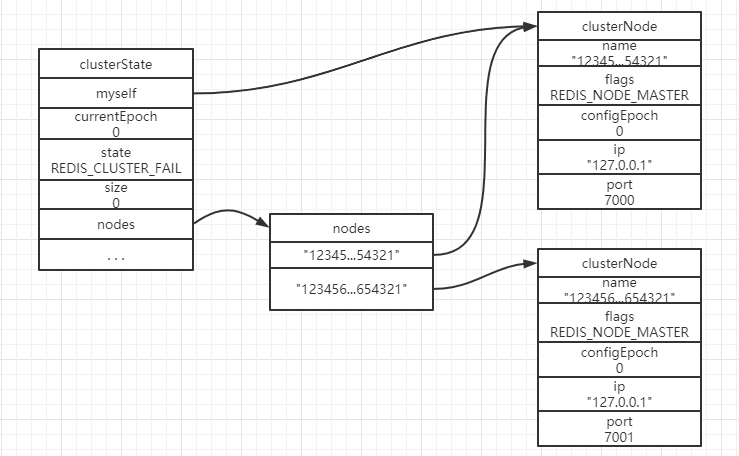 clusterState
myself
currentEpoch
0
state
REDIS_CLUSTER_FAIL
size
0
nodes
. . .
nodes
"12345...54321"
"123456...654321"
clusterNode
name
"12345...54321"
flags
REDIS_NODE_MASTER
configEpoch
0
ip
"127.0.0.1"
port
7000
clusterNode
name
"123456...654321"
flags
REDIS_NODE_MASTER
configEpoch
0
ip
"127.0.0.1"
port
7001